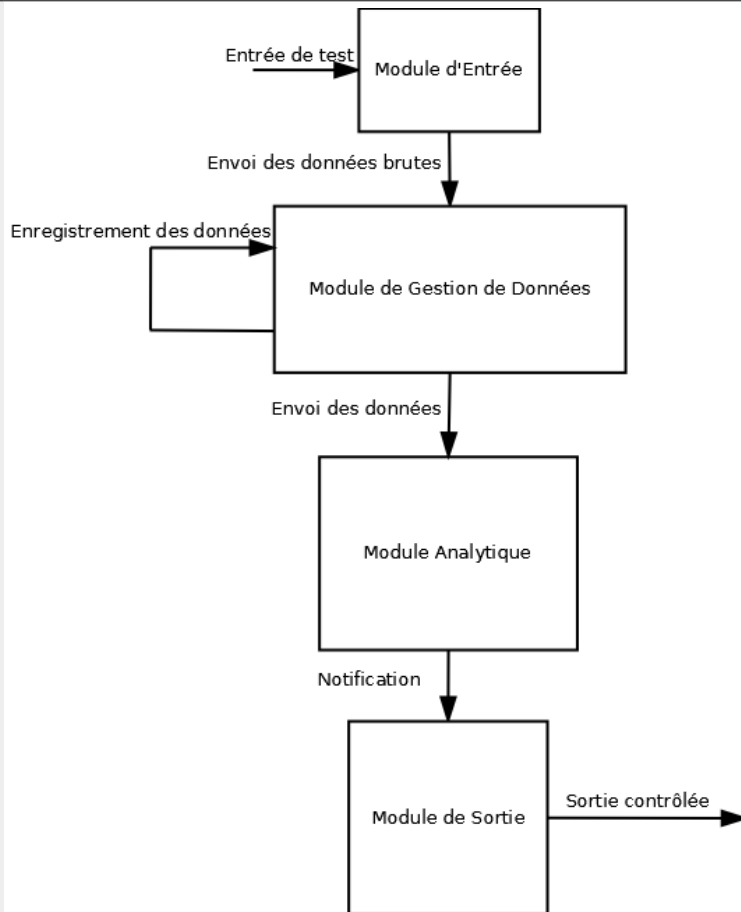 Entrée de test
Module d'Entrée
Envoi des données brutes
Enregistrement des données
Module de Gestion de Données
Envoi des données
Module Analytique
Notification
Module de Sortie
Sortie contrôlée